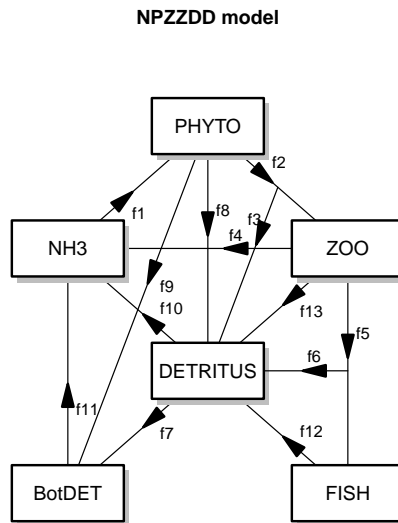 NPZZDD model
PHYTO
f2
f1
f8
f3
f4
NH3
ZOO
f9
f10
f13
f5
f6
DETRITUS
f11
f7
f12
BotDET
FISH